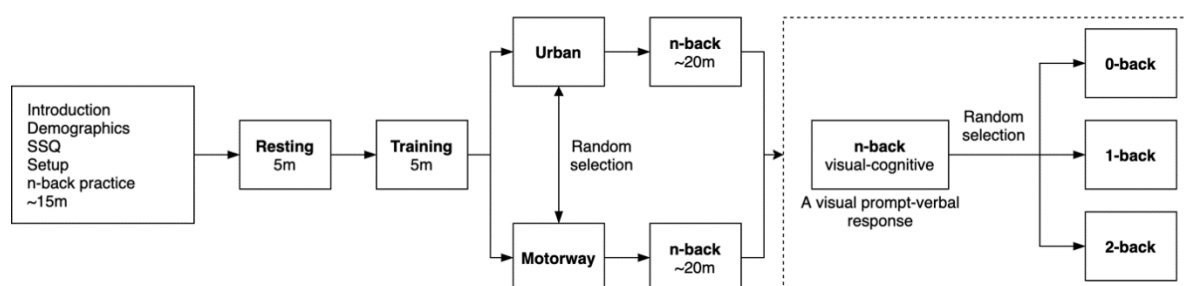 Introduction
Demographics
SSQ
Setup
n-back practice
~15m
Resting
5m
Training
5m
Urban
n-back
~20m
Random
selection
Motorway
n-back
~20m
n-back
visual-cognitive
A visual prompt-verbal
response
Random
selection
0-back
1-back
2-back